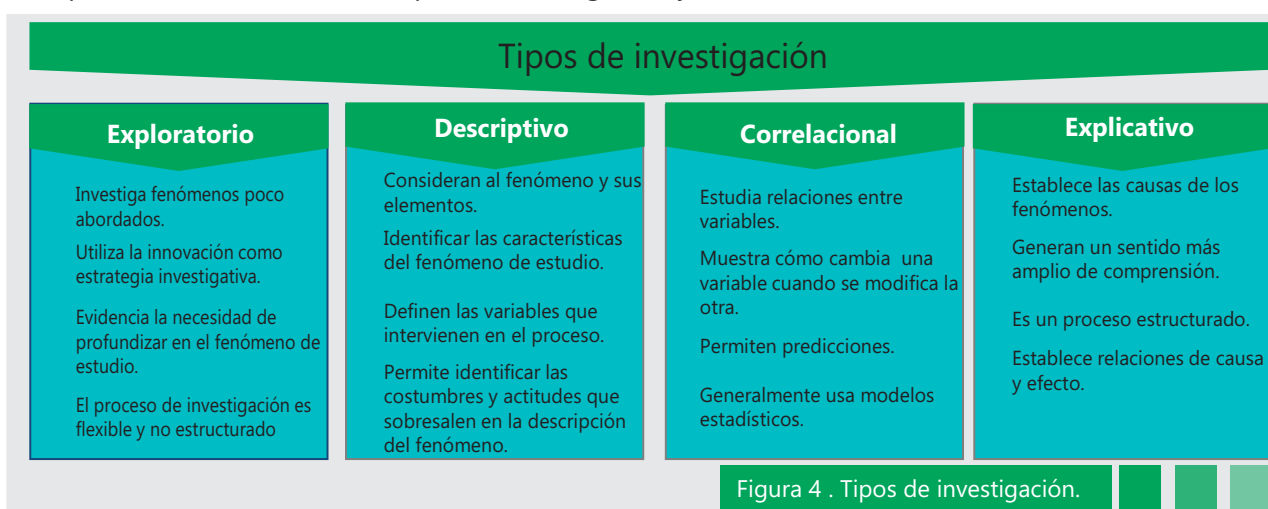 Tipos de investigación
Exploratorio
Investiga fenómenos poco
abordados.
Utiliza la innovación como
estrategia investigativa.
Evidencia la necesidad de
profundizar en el fenómeno de
estudio.
El proceso de investigación es
flexible y no estructurado
Descriptivo
Consideran al fenómeno y sus
elementos.
Identificar las características
del fenómeno de estudio.
Definen las variables que
intervienen en el proceso.
Permite identificar las
costumbres y actitudes que
sobresalen en la descripción
del fenómeno.
Correlacional
Estudia relaciones entre
variables.
Muestra cómo cambia una
variable cuando se modifica la
otra.
Permiten predicciones.
Generalmente usa modelos
estadísticos.
Explicativo
Establece las causas de los
fenómenos.
Generan un sentido más
amplio de comprensión.
Es un proceso estructurado.
Establece relaciones de causa
y efecto.
Figura 4 . Tipos de investigación.